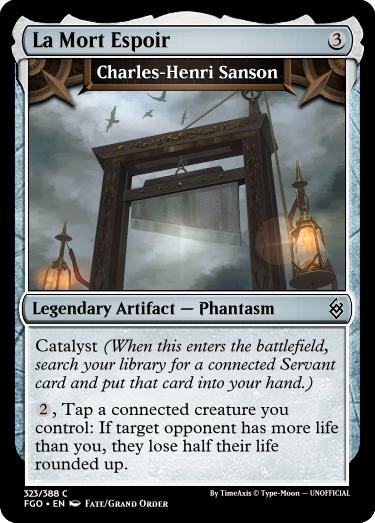 La Mort Espoir 3
Charles-Henri Sanson
Legendary Artifact — Phantasm
Catalyst (When this enters the battlefield,
search your library for a connected Servant
card and put that card into your hand.)
2, Tap a connected creature you
control: If target opponent has more life
than you, they lose half their life
rounded up.
323/388 C
FGO • EN Fate/Grand Order
By TimeAxis © Type-Moon — UNOFFICIAL